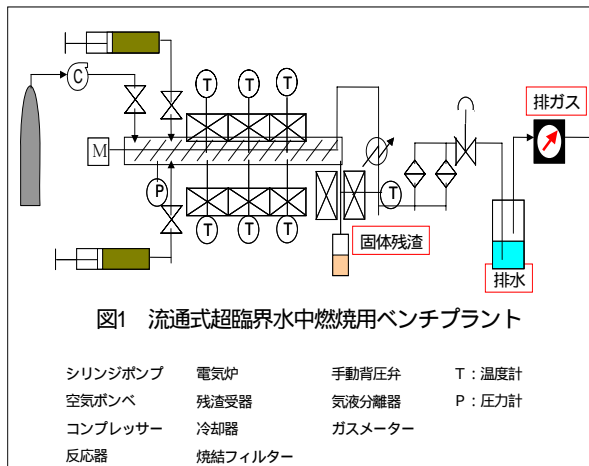 C
T T T
排ガス
M
P
T
固体残渣
T T T
排水
図1 流通式超臨界水中燃焼用ベンチプラント
シリンジポンプ 電気炉 手動背圧弁 T：温度計
空気ボンベ 残渣受器 気液分離器 P：圧力計
コンプレッサー 冷却器 ガスメーター
反応器 焼結フィルター